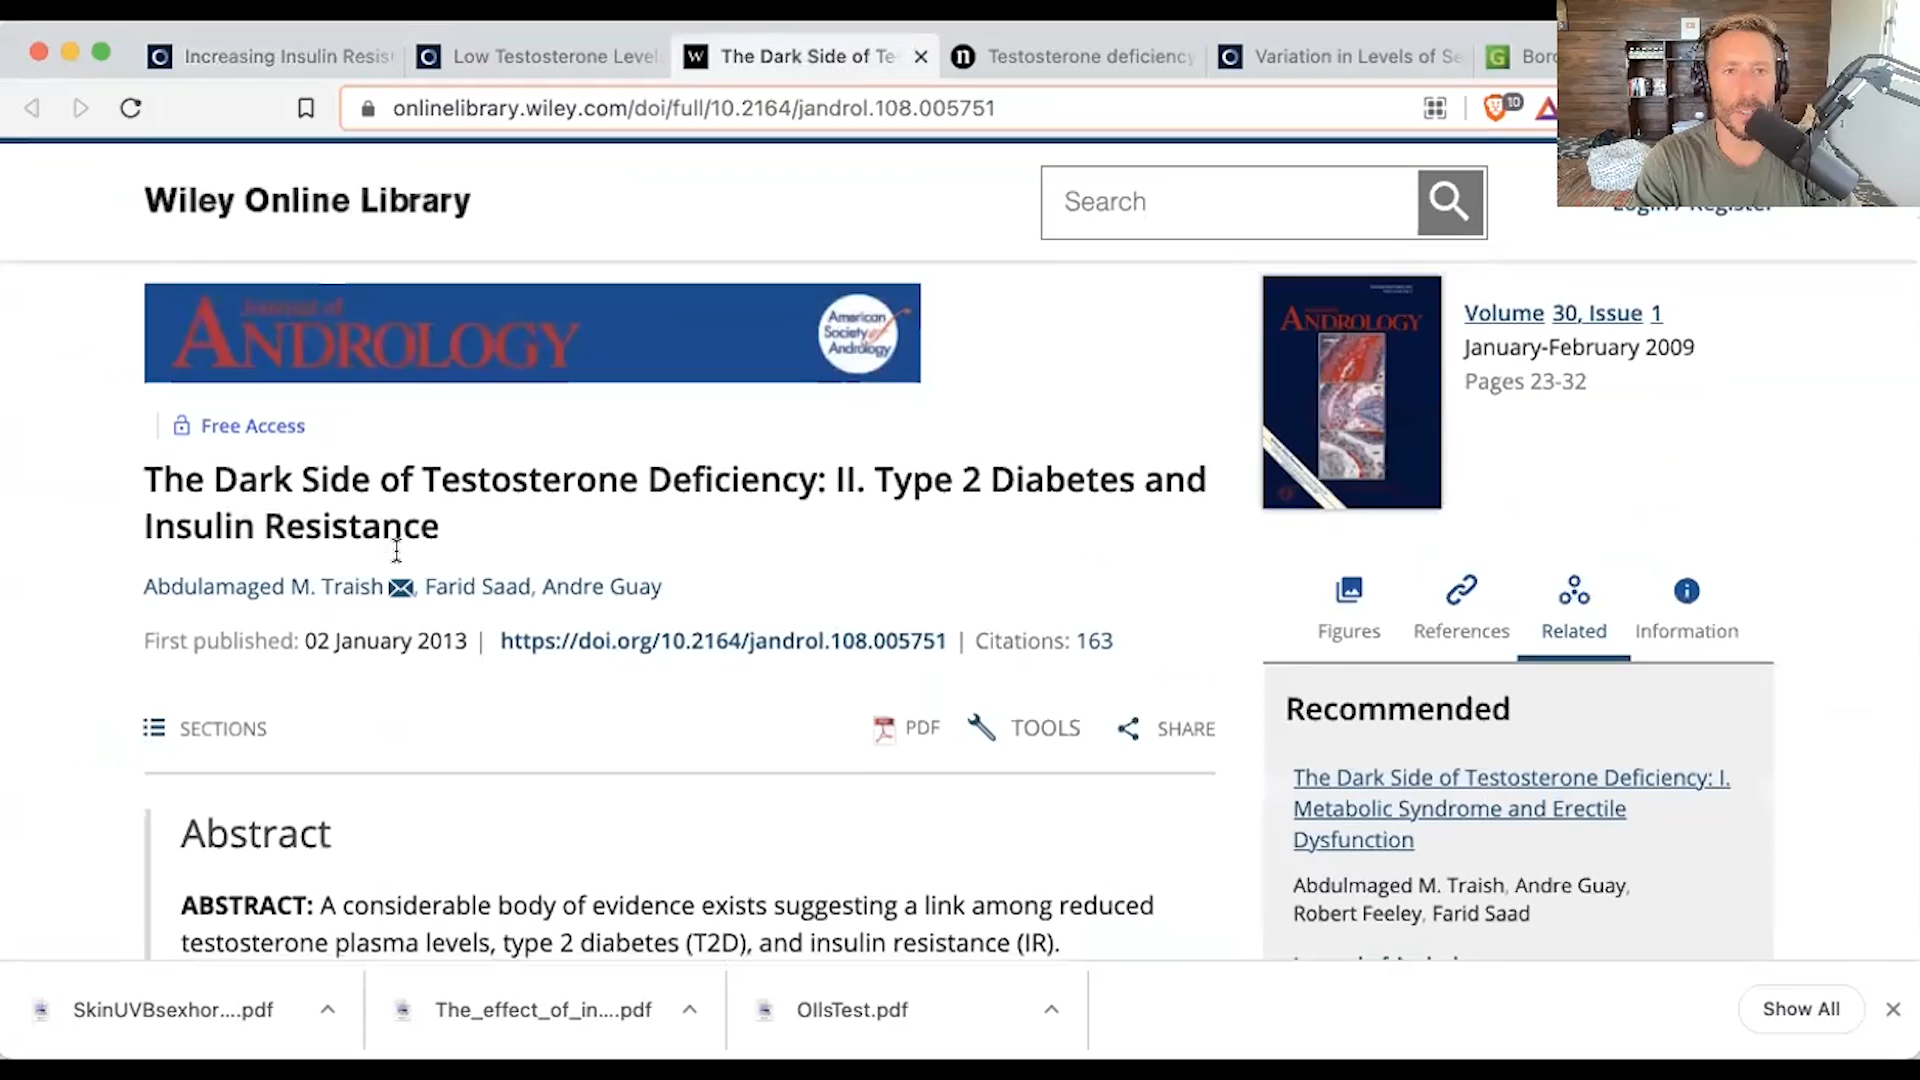 Increasing Insulin Resis
Low Testosterone Level
The Dark Side of Te
Testosterone deficiency
Variation in Levels of Se
Bor
onlinelibrary.wiley.com/doi/full/10.2164/jandrol.108.005751
10
Wiley Online Library
Search
Login / Register
Journal of
ANDROLOGY
American
Society of
Andrology
ANDROLOGY
Volume 30, Issue 1
January-February 2009
Pages 23-32
Free Access
The Dark Side of Testosterone Deficiency: II. Type 2 Diabetes and
Insulin Resistance
Abdulamaged M. Traish, Farid Saad, Andre Guay
First published: 02 January 2013 | https://doi.org/10.2164/jandrol.108.005751 | Citations: 163
Figures References Related Information
SECTIONS
PDF TOOLS SHARE
Recommended
The Dark Side of Testosterone Deficiency: I.
Metabolic Syndrome and Erectile
Dysfunction
Abdulmaged M. Traish, Andre Guay,
Robert Feeley, Farid Saad
Abstract
ABSTRACT: A considerable body of evidence exists suggesting a link among reduced
testosterone plasma levels, type 2 diabetes (T2D), and insulin resistance (IR).
SkinUVBsexhor....pdf
The_effect_of_in....pdf
OllsTest.pdf
Show All